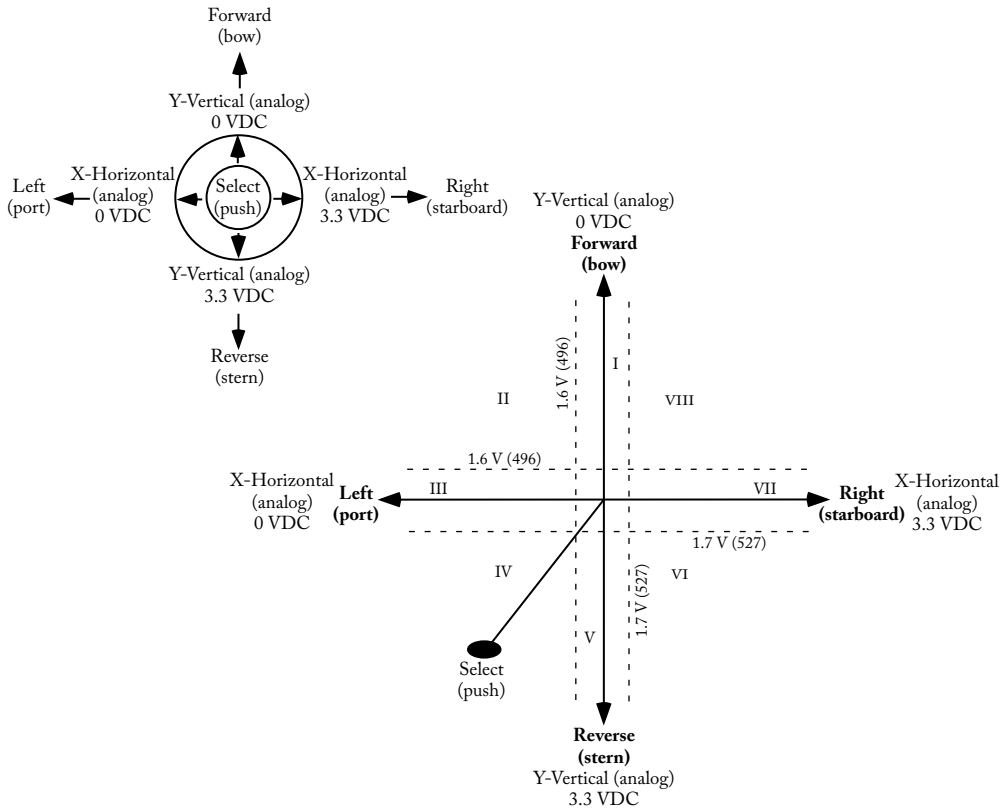 Forward
(bow)
Y-Vertical (analog)
0 VDC
X-Horizontal
(analog)
0 VDC
Left
(port)
Select
(push)
X-Horizontal
(analog)
3.3 VDC
Right
(starboard)
Y-Vertical (analog)
3.3 VDC
Reverse
(stern)
Y-Vertical (analog)
0 VDC
Forward
(bow)
1.6 V (496)
I
II
VIII
1.6 V (496)
X-Horizontal
(analog)
0 VDC
Left
(port)
III
VII
Right
(starboard)
X-Horizontal
(analog)
3.3 VDC
1.7 V (527)
IV
VI
1.7 V (527)
V
Select
(push)
Reverse
(stern)
Y-Vertical (analog)
3.3 VDC